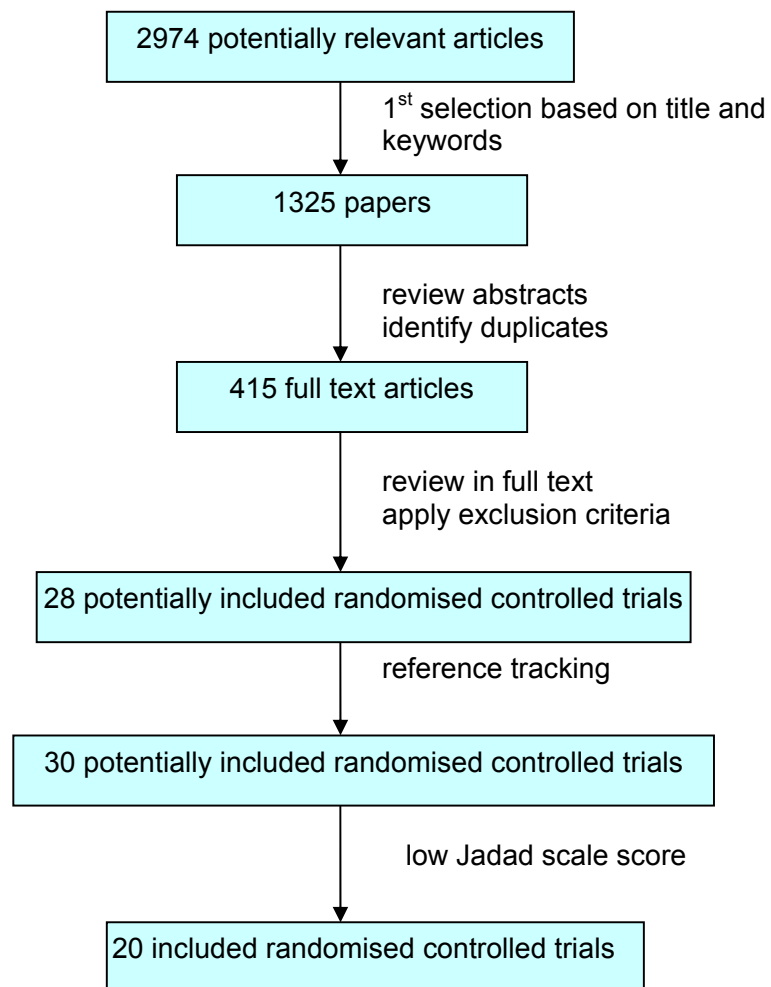 2974 potentially relevant articles
1st selection based on title and
keywords
1325 papers
review abstracts
identify duplicates
415 full text articles
review in full text
apply exclusion criteria
28 potentially included randomised controlled trials
reference tracking
30 potentially included randomised controlled trials
low Jadad scale score
20 included randomised controlled trials